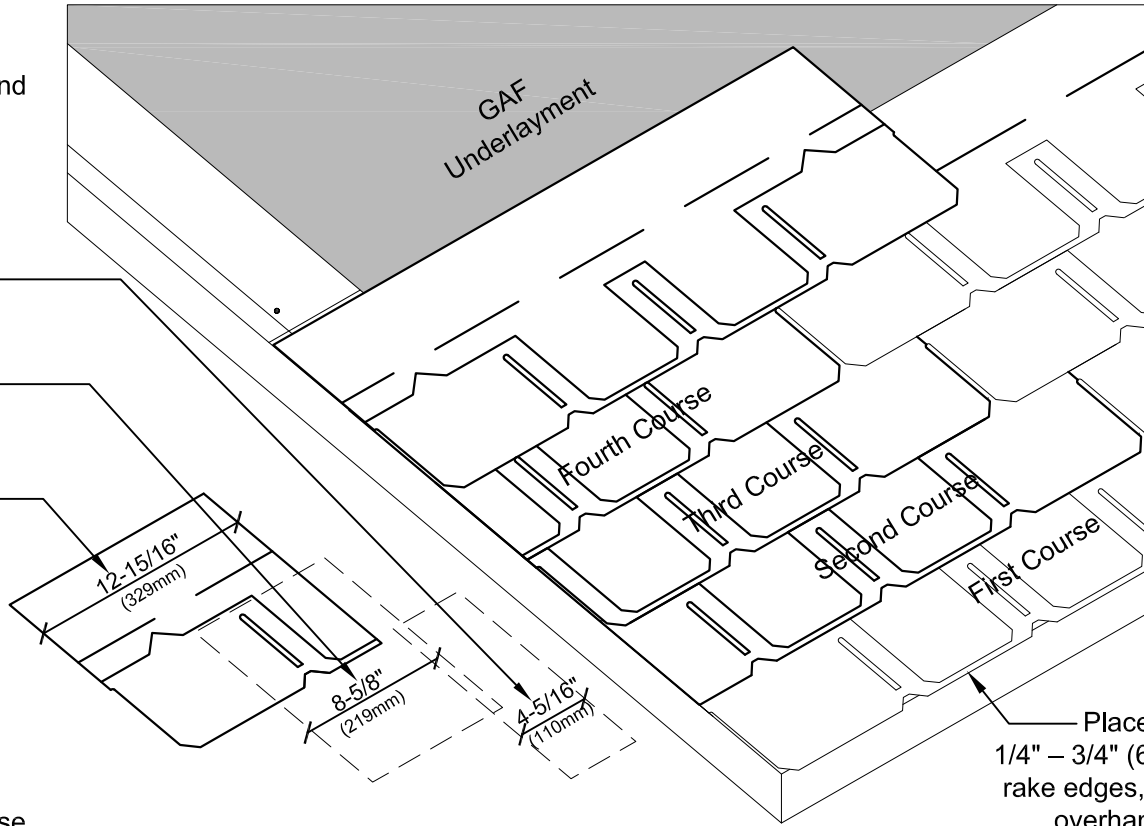 nd
GAF
Underlayment
Fourth Course
Third Course
Second Course
First Course
12-15/16"
(329mm)
8-5/8"
(219mm)
4-5/16"
(110mm)
Place
1/4" – 3/4" (6
rake edges,
overhan
se